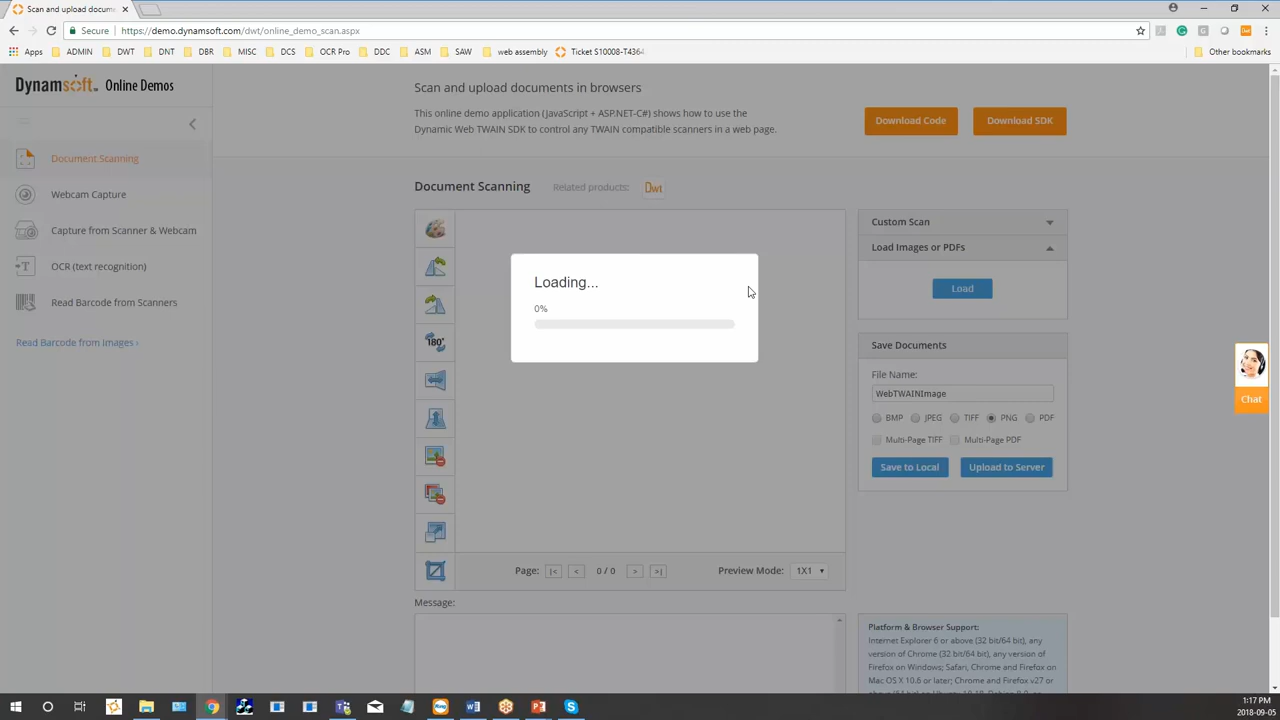 Scan and upload docum
Secure
https://demo.dynamsoft.com/dwt/online_demo_scan.aspx
Apps
ADMIN
DWT
DNT
DBR
MISC
DCS
OCR Pro
DDC
ASM
SAW
web assembly
Ticket S10008-T4364
Other bookmarks
Dynamsoft Online Demos
Document Scanning
Webcam Capture
Capture from Scanner & Webcam
OCR (text recognition)
Read Barcode from Scanners
Read Barcode from Images ›
Scan and upload documents in browsers
This online demo application (JavaScript + ASP.NET-C#) shows how to use the
Dynamic Web TWAIN SDK to control any TWAIN compatible scanners in a web page.
Download Code
Download SDK
Document Scanning
Related products:
Dwt
180°
Loading...
0%
Page:
|<
<
0 / 0
>
>|
Preview Mode:
1X1
Message:
Custom Scan
Load Images or PDFs
Load
Save Documents
File Name:
WebTWAINImage
BMP
JPEG
TIFF
PNG
PDF
Multi-Page TIFF
Multi-Page PDF
Save to Local
Upload to Server
Platform & Browser Support:
Internet Explorer 6 or above (32 bit/64 bit), any
version of Chrome (32 bit/64 bit), any version of
Firefox on Windows; Safari, Chrome and Firefox on
Mac OS X 10.6 or later; Chrome and Firefox v27
Chat
1:17 PM
2018-09-05